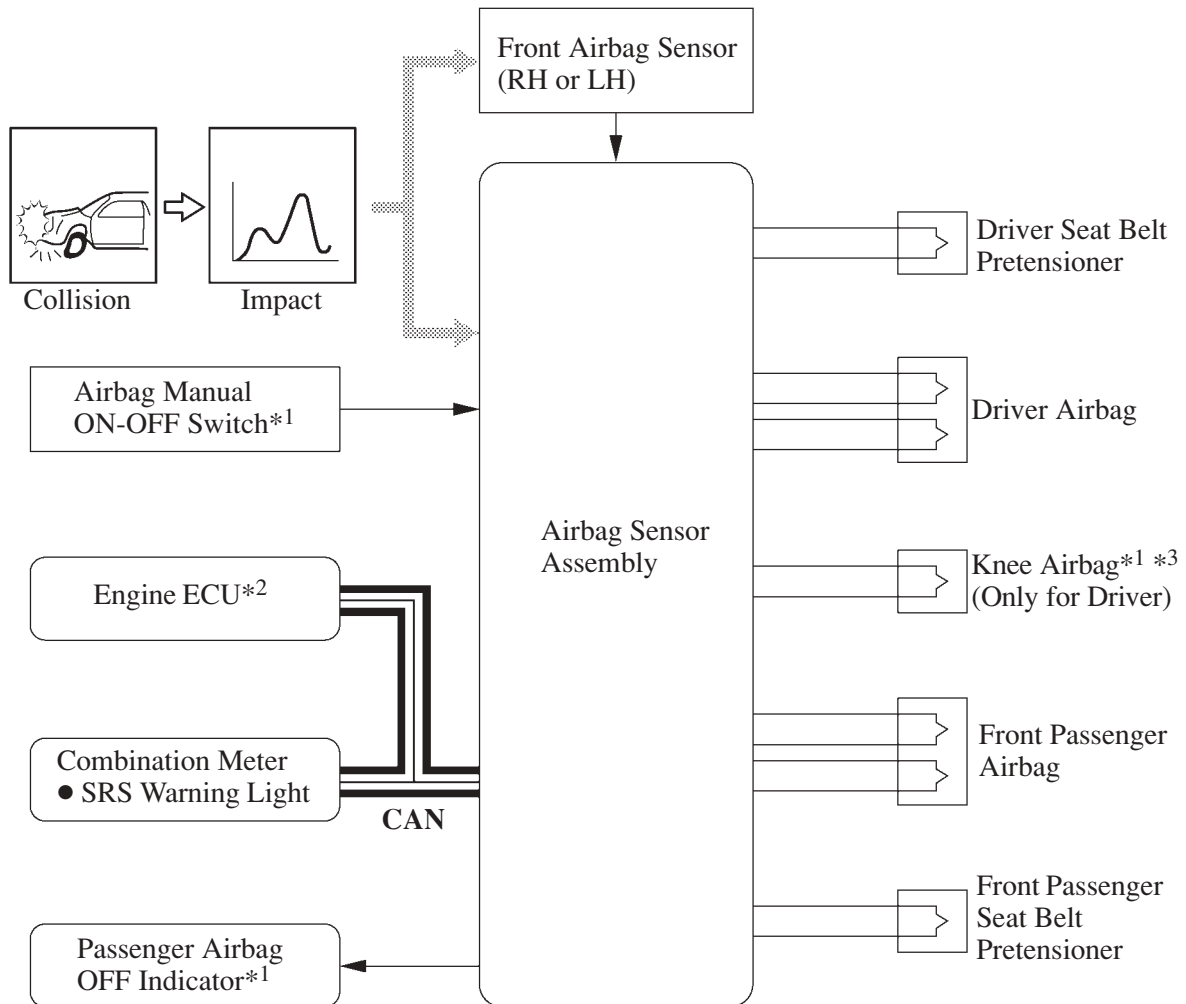 Front Airbag Sensor
(RH or LH)
Collision
Impact
Driver Seat Belt
Pretensioner
Airbag Manual
ON-OFF Switch*1
Driver Airbag
Airbag Sensor
Assembly
Engine ECU*2
Knee Airbag*1 *3
(Only for Driver)
Combination Meter
● SRS Warning Light
CAN
Front Passenger
Airbag
Passenger Airbag
OFF Indicator*1
Front Passenger
Seat Belt
Pretensioner